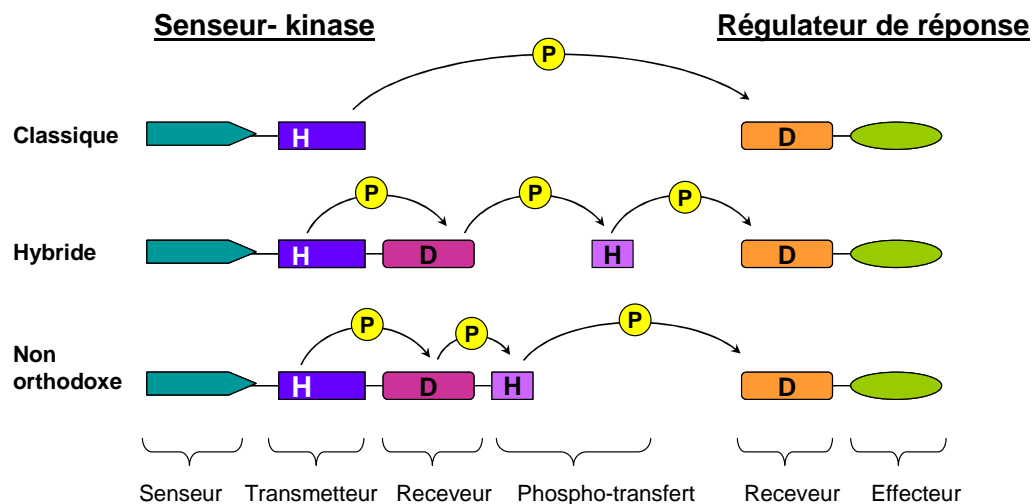 Senseur- kinase
Régulateur de réponse
P
Classique
H
D
P
P
P
Hybride
H
D
H
D
P
P
P
Non
orthodoxe
H
D
H
D
Senseur
Transmetteur
Receveur
Phospho-transfert
Receveur
Effecteur